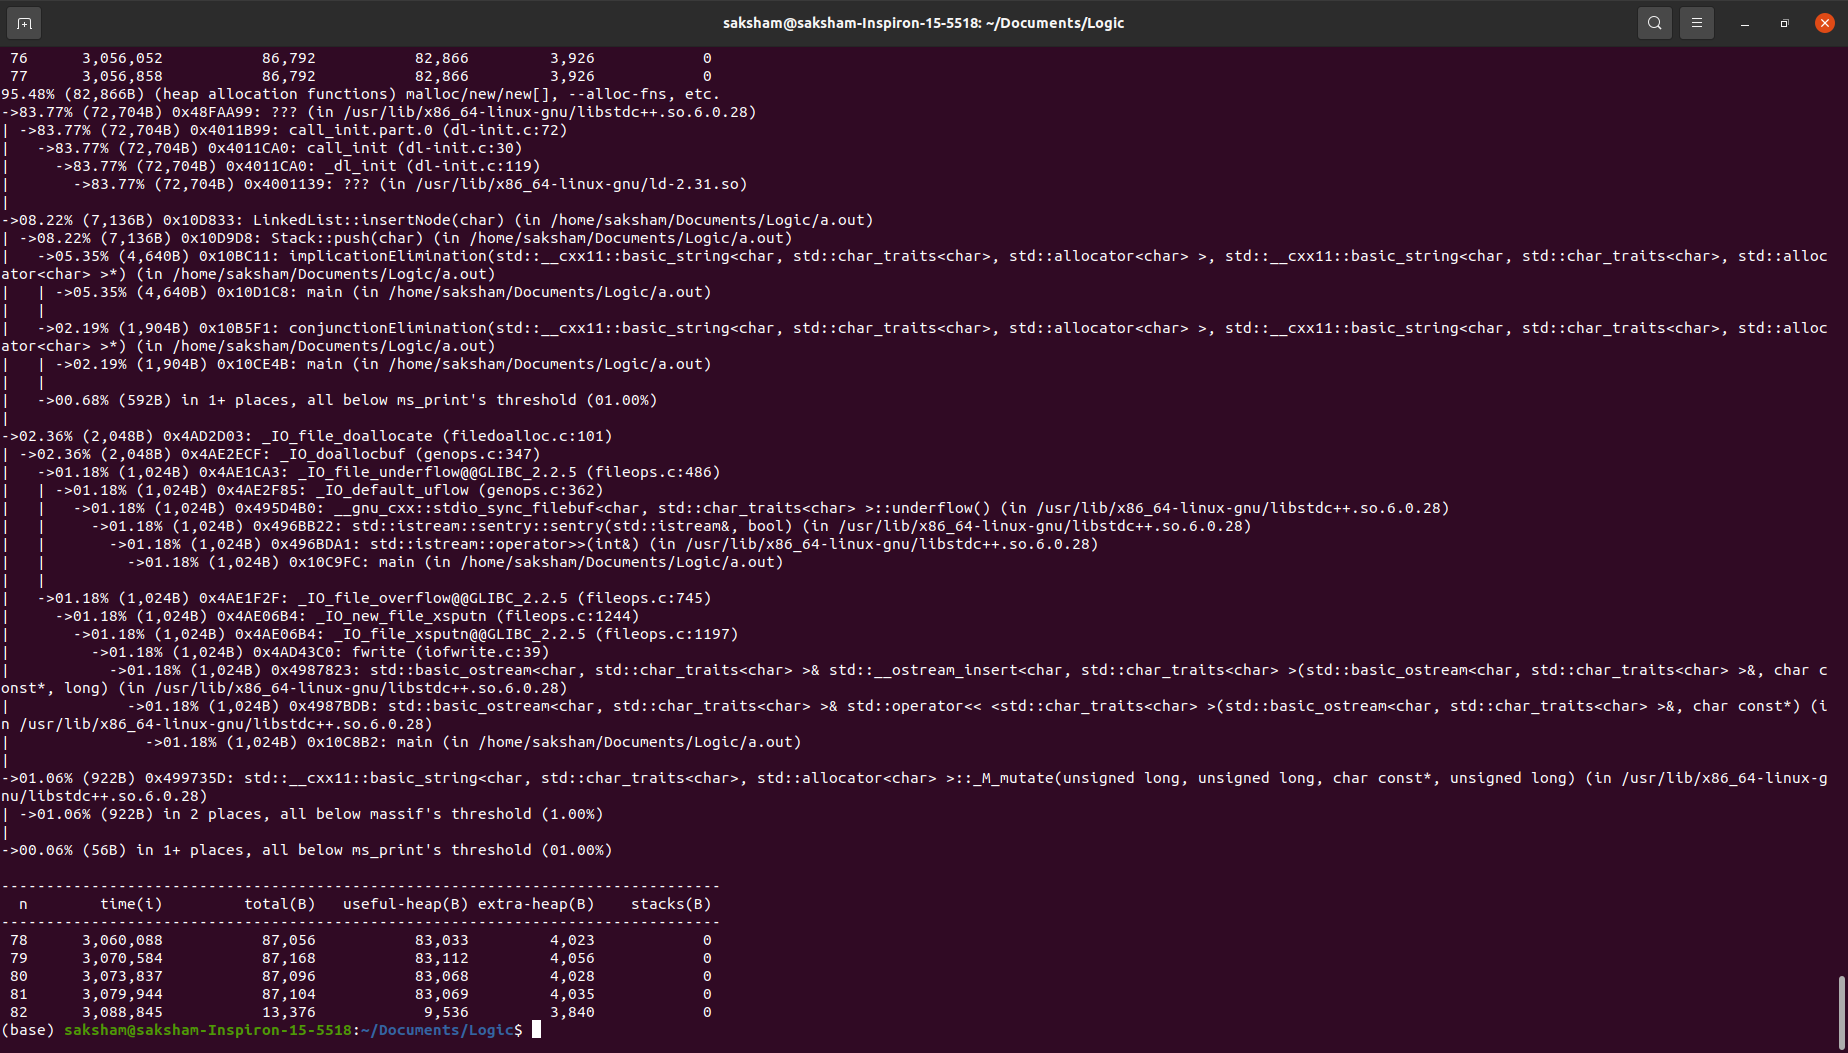 saksham@saksham-Inspiron-15-5518: ~/Documents/Logic
 76      3,056,052           86,792           82,866         3,926            0
 77      3,056,858           86,792           82,866         3,926            0
95.48% (82,866B) (heap allocation functions) malloc/new/new[], --alloc-fns, etc.
->83.77% (72,704B) 0x48FAA99: ??? (in /usr/lib/x86_64-linux-gnu/libstdc++.so.6.0.28)
| ->83.77% (72,704B) 0x4011B99: call_init.part.0 (dl-init.c:72)
|   ->83.77% (72,704B) 0x4011CA0: call_init (dl-init.c:30)
|     ->83.77% (72,704B) 0x4011CA0: _dl_init (dl-init.c:119)
|       ->83.77% (72,704B) 0x4001139: ??? (in /usr/lib/x86_64-linux-gnu/ld-2.31.so)
|
->08.22% (7,136B) 0x10D833: LinkedList::insertNode(char) (in /home/saksham/Documents/Logic/a.out)
| ->08.22% (7,136B) 0x10D9D8: Stack::push(char) (in /home/saksham/Documents/Logic/a.out)
|   ->05.35% (4,640B) 0x10BC11: implicationElimination(std::__cxx11::basic_string<char, std::char_traits<char>, std::allocator<char> >, std::__cxx11::basic_string<char, std::char_traits<char>, std::alloc
ator<char> >*) (in /home/saksham/Documents/Logic/a.out)
|   | ->05.35% (4,640B) 0x10D1C8: main (in /home/saksham/Documents/Logic/a.out)
|   |
|   ->02.19% (1,904B) 0x10B5F1: conjunctionElimination(std::__cxx11::basic_string<char, std::char_traits<char>, std::allocator<char> >, std::__cxx11::basic_string<char, std::char_traits<char>, std::alloc
ator<char> >*) (in /home/saksham/Documents/Logic/a.out)
|   | ->02.19% (1,904B) 0x10CE4B: main (in /home/saksham/Documents/Logic/a.out)
|   |
|   ->00.68% (592B) in 1+ places, all below ms_print's threshold (01.00%)
|
->02.36% (2,048B) 0x4AD2D03: _IO_file_doallocate (filedoalloc.c:101)
| ->02.36% (2,048B) 0x4AE2ECF: _IO_doallocbuf (genops.c:347)
|   ->01.18% (1,024B) 0x4AE1CA3: _IO_file_underflow@@GLIBC_2.2.5 (fileops.c:486)
|   | ->01.18% (1,024B) 0x4AE2F85: _IO_default_uflow (genops.c:362)
|   |   ->01.18% (1,024B) 0x495D4B0: __gnu_cxx::stdio_sync_filebuf<char, std::char_traits<char> >::underflow() (in /usr/lib/x86_64-linux-gnu/libstdc++.so.6.0.28)
|   |     ->01.18% (1,024B) 0x496BB22: std::istream::sentry::sentry(std::istream&, bool) (in /usr/lib/x86_64-linux-gnu/libstdc++.so.6.0.28)
|   |       ->01.18% (1,024B) 0x496BDA1: std::istream::operator>>(int&) (in /usr/lib/x86_64-linux-gnu/libstdc++.so.6.0.28)
|   |         ->01.18% (1,024B) 0x10C9FC: main (in /home/saksham/Documents/Logic/a.out)
|   |
|   ->01.18% (1,024B) 0x4AE1F2F: _IO_file_overflow@@GLIBC_2.2.5 (fileops.c:745)
|     ->01.18% (1,024B) 0x4AE06B4: _IO_new_file_xsputn (fileops.c:1244)
|       ->01.18% (1,024B) 0x4AE06B4: _IO_file_xsputn@@GLIBC_2.2.5 (fileops.c:1197)
|         ->01.18% (1,024B) 0x4AD43C0: fwrite (iofwrite.c:39)
|           ->01.18% (1,024B) 0x4987823: std::basic_ostream<char, std::char_traits<char> >& std::__ostream_insert<char, std::char_traits<char> >(std::basic_ostream<char, std::char_traits<char> >&, char c
onst*, long) (in /usr/lib/x86_64-linux-gnu/libstdc++.so.6.0.28)
|             ->01.18% (1,024B) 0x4987BDB: std::basic_ostream<char, std::char_traits<char> >& std::operator<< <std::char_traits<char> >(std::basic_ostream<char, std::char_traits<char> >&, char const*) (i
n /usr/lib/x86_64-linux-gnu/libstdc++.so.6.0.28)
|               ->01.18% (1,024B) 0x10C8B2: main (in /home/saksham/Documents/Logic/a.out)
|
->01.06% (922B) 0x499735D: std::__cxx11::basic_string<char, std::char_traits<char>, std::allocator<char> >::_M_mutate(unsigned long, unsigned long, char const*, unsigned long) (in /usr/lib/x86_64-linux-g
nu/libstdc++.so.6.0.28)
| ->01.06% (922B) in 2 places, all below massif's threshold (1.00%)
|
->00.06% (56B) in 1+ places, all below ms_print's threshold (01.00%)
--------------------------------------------------------------------------------
  n        time(i)         total(B)   useful-heap(B) extra-heap(B)    stacks(B)
--------------------------------------------------------------------------------
 78      3,060,088           87,056           83,033         4,023            0
 79      3,070,584           87,168           83,112         4,056            0
 80      3,073,837           87,096           83,068         4,028            0
 81      3,079,944           87,104           83,069         4,035            0
 82      3,088,845           13,376            9,536         3,840            0
(base) saksham@saksham-Inspiron-15-5518:~/Documents/Logic$